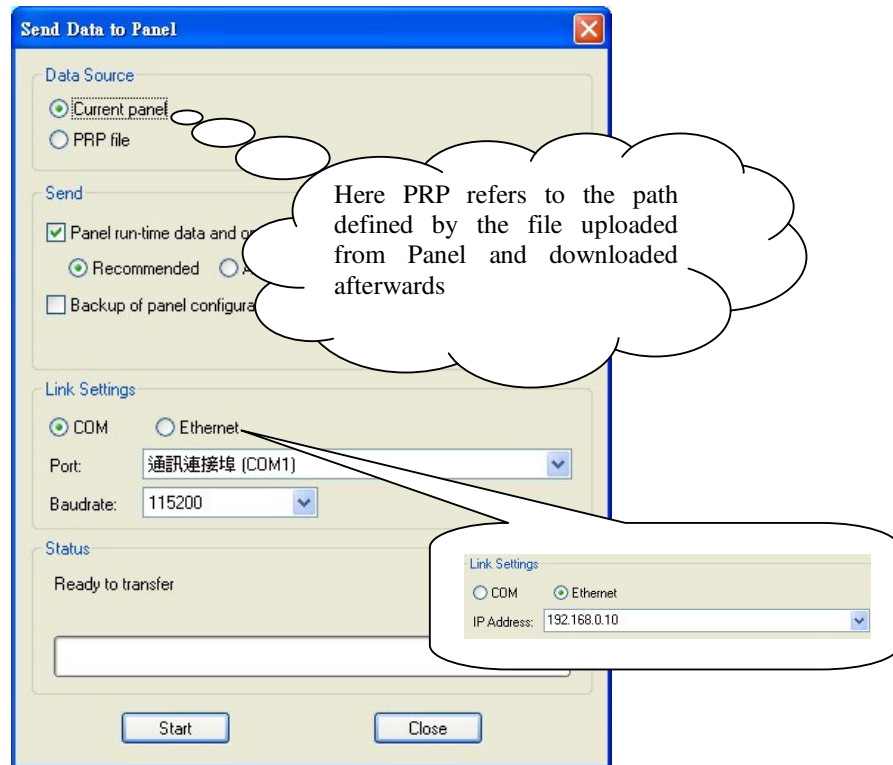 Send Data to Panel
Data Source
Current panel
PRP file
Here PRP refers to the path
defined by the file uploaded
from Panel and downloaded
afterwards
Send
Panel run-time data and
Recommended
Backup of panel
Link Settings
COM Ethernet
Port: 通訊連接埠 (COM1)
Baudrate: 115200
Status
Ready to transfer
Link Settings
COM Ethernet
IP Address: 192.168.0.10
Start Close